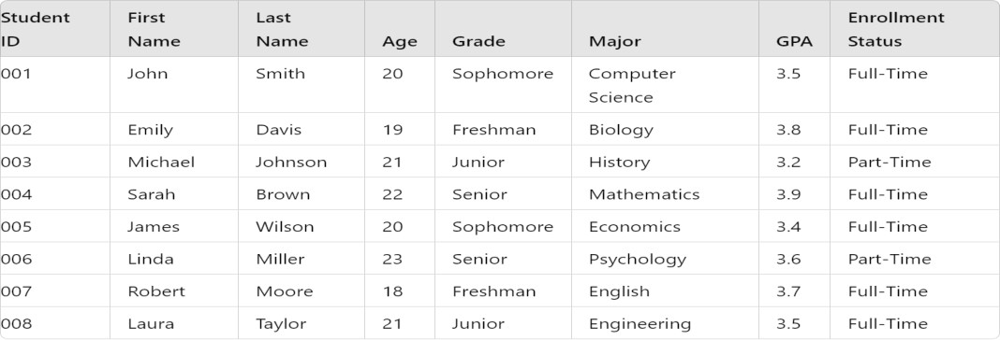 Student ID First Name Last Name Age Grade Major GPA Enrollment Status
001 John Smith 20 Sophomore Computer Science 3.5 Full-Time
002 Emily Davis 19 Freshman Biology 3.8 Full-Time
003 Michael Johnson 21 Junior History 3.2 Part-Time
004 Sarah Brown 22 Senior Mathematics 3.9 Full-Time
005 James Wilson 20 Sophomore Economics 3.4 Full-Time
006 Linda Miller 23 Senior Psychology 3.6 Part-Time
007 Robert Moore 18 Freshman English 3.7 Full-Time
008 Laura Taylor 21 Junior Engineering 3.5 Full-Time